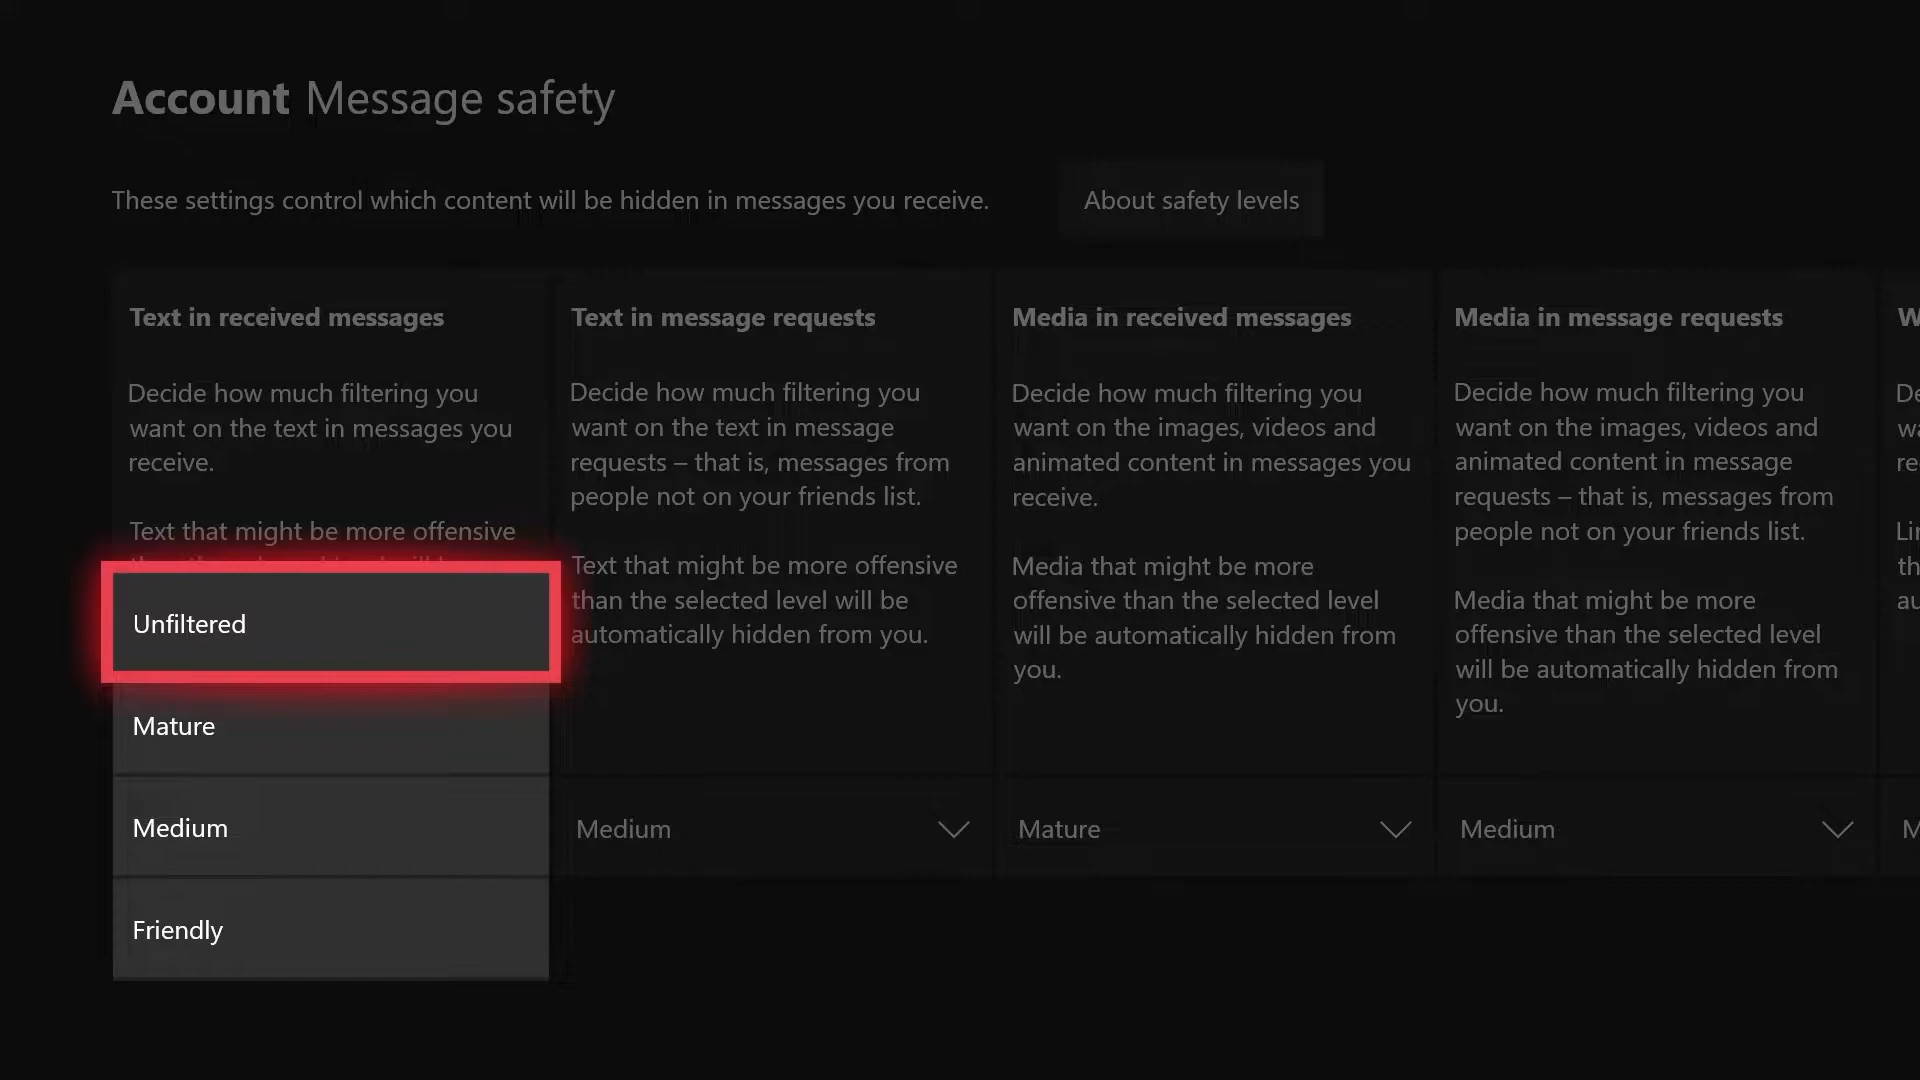 Account Message safety
These settings control which content will be hidden in messages you receive.
About safety levels
Text in received messages
Decide how much filtering you
want on the text in messages you
receive.
Text that might be more offensive
Unfiltered
Mature
Medium
Friendly
Text in message requests
Decide how much filtering you
want on the text in message
requests – that is, messages from
people not on your friends list.
Text that might be more offensive
than the selected level will be
automatically hidden from you.
Medium
Media in received messages
Decide how much filtering you
want on the images, videos and
animated content in messages you
receive.
Media that might be more
offensive than the selected level
will be automatically hidden from
you.
Mature
Media in message requests
Decide how much filtering you
want on the images, videos and
animated content in message
requests – that is, messages from
people not on your friends list.
Media that might be more
offensive than the selected level
will be automatically hidden from
you.
Medium